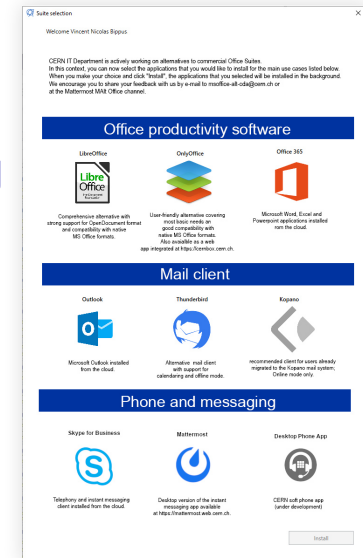 Suite selection
Welcome Vincent Nicolas Bippus
CERN IT Department is actively working on alternatives to commercial Office Suites.
In this context, you can now select the applications that you would like to install for the main use cases listed below.
When you make your choice and click "Install", the applications that you selected will be installed in the background.
We encourage you to share your feedback with us by e-mail to msoffice-alt-cda@cern.ch or
at the Mattermost MAlt Office channel.
Office productivity software
LibreOffice
OnlyOffice
Office 365
Libre
Office
Comprehensive alternative with
strong support for OpenDocument format
and compatibility with native
MS Office formats.
User-friendly alternative covering
most basic needs an
good compatibility with
native MS Office formats.
Also available as a web
app integrated at https://cernbox.cern.ch.
Microsoft Word, Excel and
Powerpoint applications installed
rom the cloud.
Mail client
Outlook
Thunderbird
Kopano
Microsoft Outlook installed
from the cloud.
Alternative mail client
with support for
calendaring and offline mode.
recommended client for users already
migrated to the Kopano mail system.
Online mode only.
Phone and messaging
Skype for Business
Mattermost
Desktop Phone App
Telephony and instant messaging
client installed from the cloud.
Desktop version of the instant
messaging app available
at https://mattermost.web.cern.ch.
CERN soft phone app
(under development)
Install